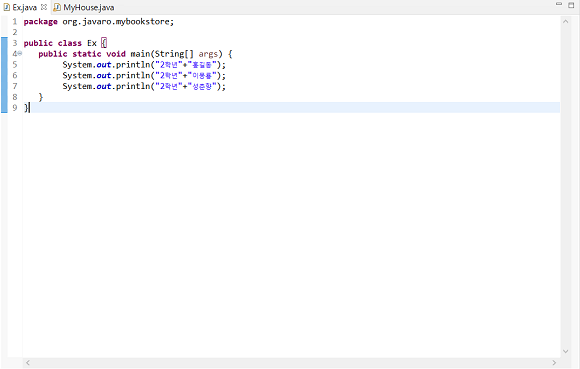 Ex.java MyHouse.java
1 package org.javaro.mybookstore;
2
3 public class Ex {
4 public static void main(String[] args) {
5 System.out.println("2학년"+"홍길동");
6 System.out.println("2학년"+"이몽룡");
7 System.out.println("2학년"+"성춘향");
8 }
9 }